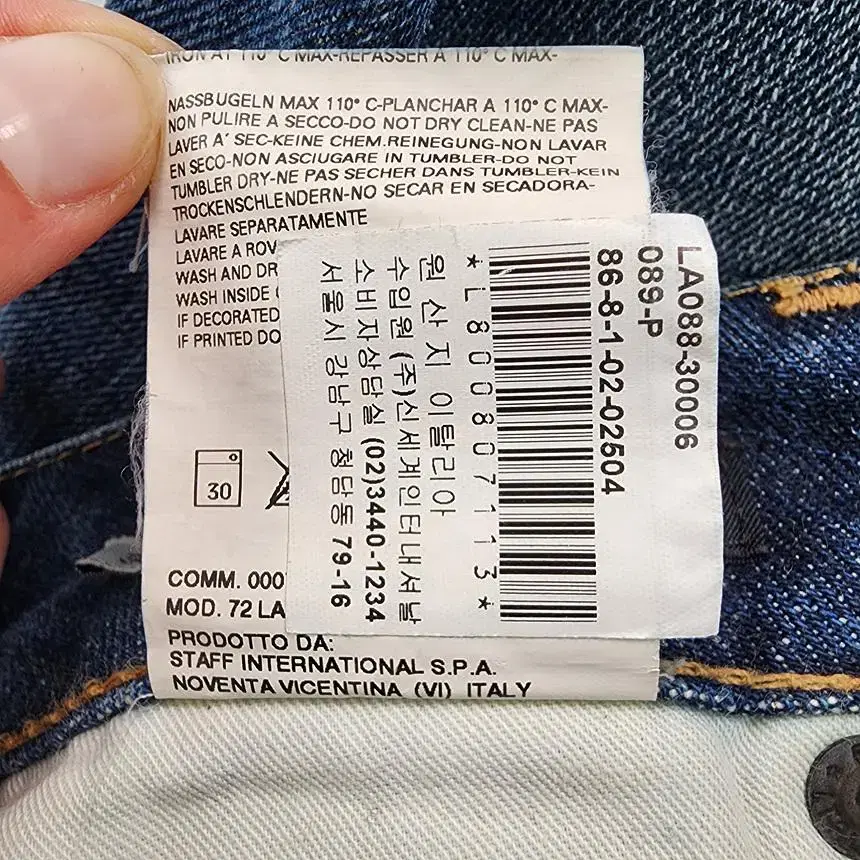 IRON AT 110° C MAX-REPASSER A 110° C MAX-
NASSBUGELN MAX 110° C-PLANCHAR A 110° C MAX-
NON PULIRE A SECCO-DO NOT DRY CLEAN-NE PAS
LAVER A´ SEC-KEINE CHEM.REINEGUNG-NON LAVAR
EN SECO-NON ASCIUGARE IN TUMBLER-DO NOT
TUMBLER DRY-NE PAS SECHER DANS TUMBLER-KEIN
TROCKENSCHLENDERN-NO SECAR EN SECADORA-
LAVARE SEPARATAMENTE
LAVARE A ROV
WASH AND DR
WASH INSIDE
IF DECORATED
IF PRINTED DO
30
COMM. 000
MOD. 72 LA
PRODOTTO DA:
STAFF INTERNATIONAL S.P.A.
NOVENTA VICENTINA (VI) ITALY
LA088-30006
089-P
86-8-1-02-02504
*L800807113*
원산지 이탈리아
수입원 (주)신세계인터내셔날
소비자상담실 (02)3440-1234
서울시 강남구 청담동 79-16